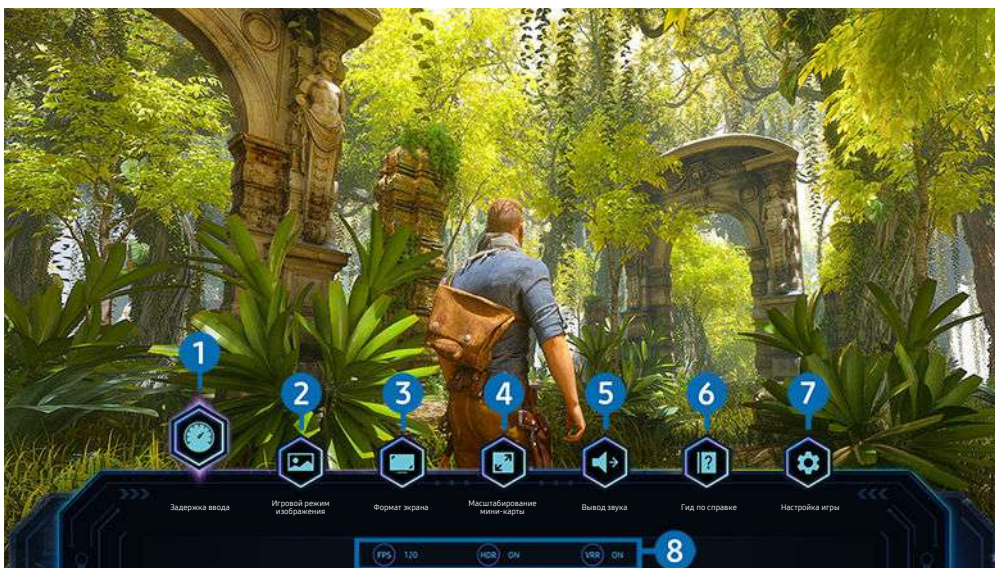 1
2
3
4
5
6
7
Задержка ввода
Игровой режим
изображения
Формат экрана
Масштабирование
мини-карты
Вывод звука
Гид по справке
Настройка игры
FPS 120 HDR ON VRR ON 8